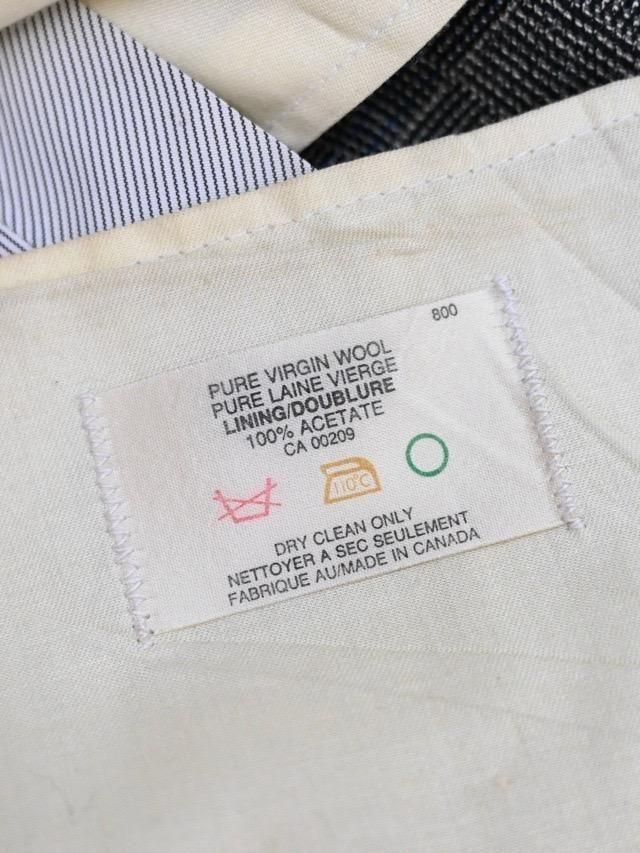 800
PURE VIRGIN WOOL
PURE LAINE VIERGE
LINING/DOUBLURE
100% ACETATE
CA 00209
110°C
DRY CLEAN ONLY
NETTOYER A SEC SEULEMENT
FABRIQUE AU/MADE IN CANADA